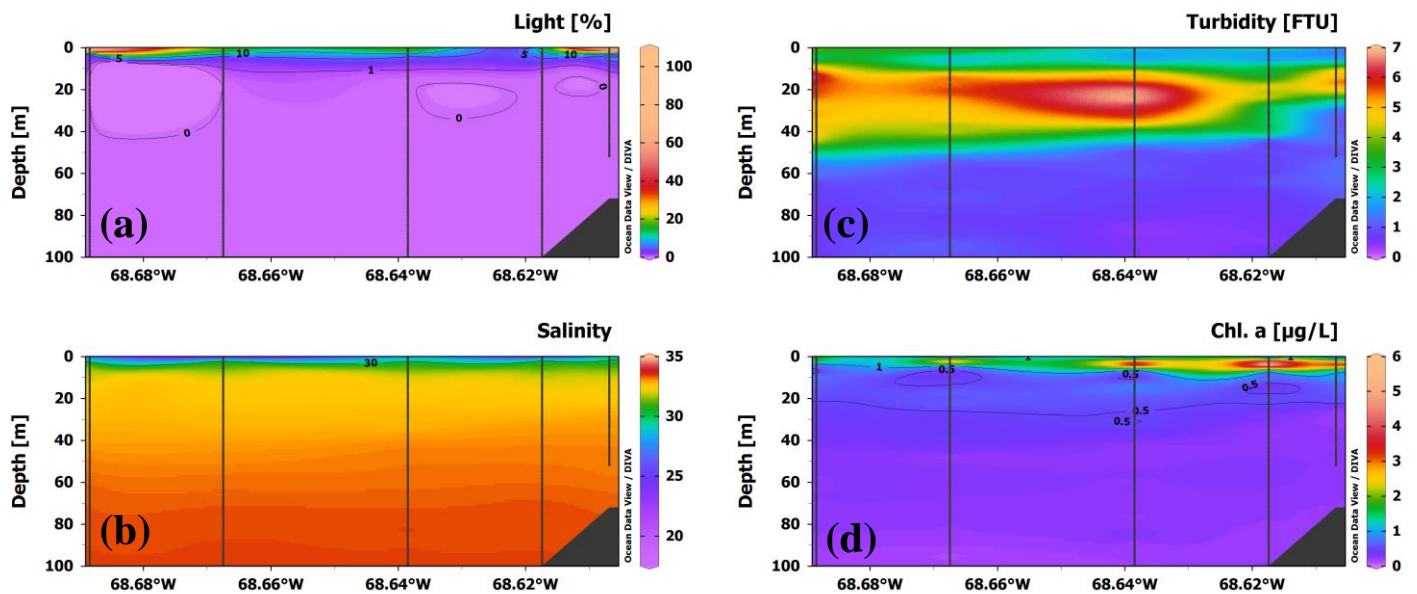 Light [%]
0
20
40
60
80
100
Depth [m]
5
10
5
10
1
0
0
0
(a)
68.68°W
68.66°W
68.64°W
68.62°W
100
80
60
40
20
0
Ocean Data View / DIVA
Turbidity [FTU]
0
20
40
60
80
100
Depth [m]
(c)
68.68°W
68.66°W
68.64°W
68.62°W
7
6
5
4
3
2
1
0
Ocean Data View / DIVA
Salinity
0
20
40
60
80
100
Depth [m]
30
(b)
68.68°W
68.66°W
68.64°W
68.62°W
35
30
25
20
Ocean Data View / DIVA
Chl. a [µg/L]
0
20
40
60
80
100
Depth [m]
1
1
1
0.5
0.5
0.5
0.5
0.5
(d)
68.68°W
68.66°W
68.64°W
68.62°W
6
5
4
3
2
1
0
Ocean Data View / DIVA